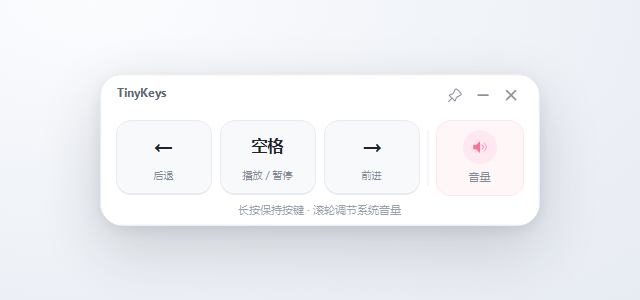 TinyKeys
← 空格 →
后退 播放 / 暂停 前进 音量
长按保持按键 · 滚轮调节系统音量